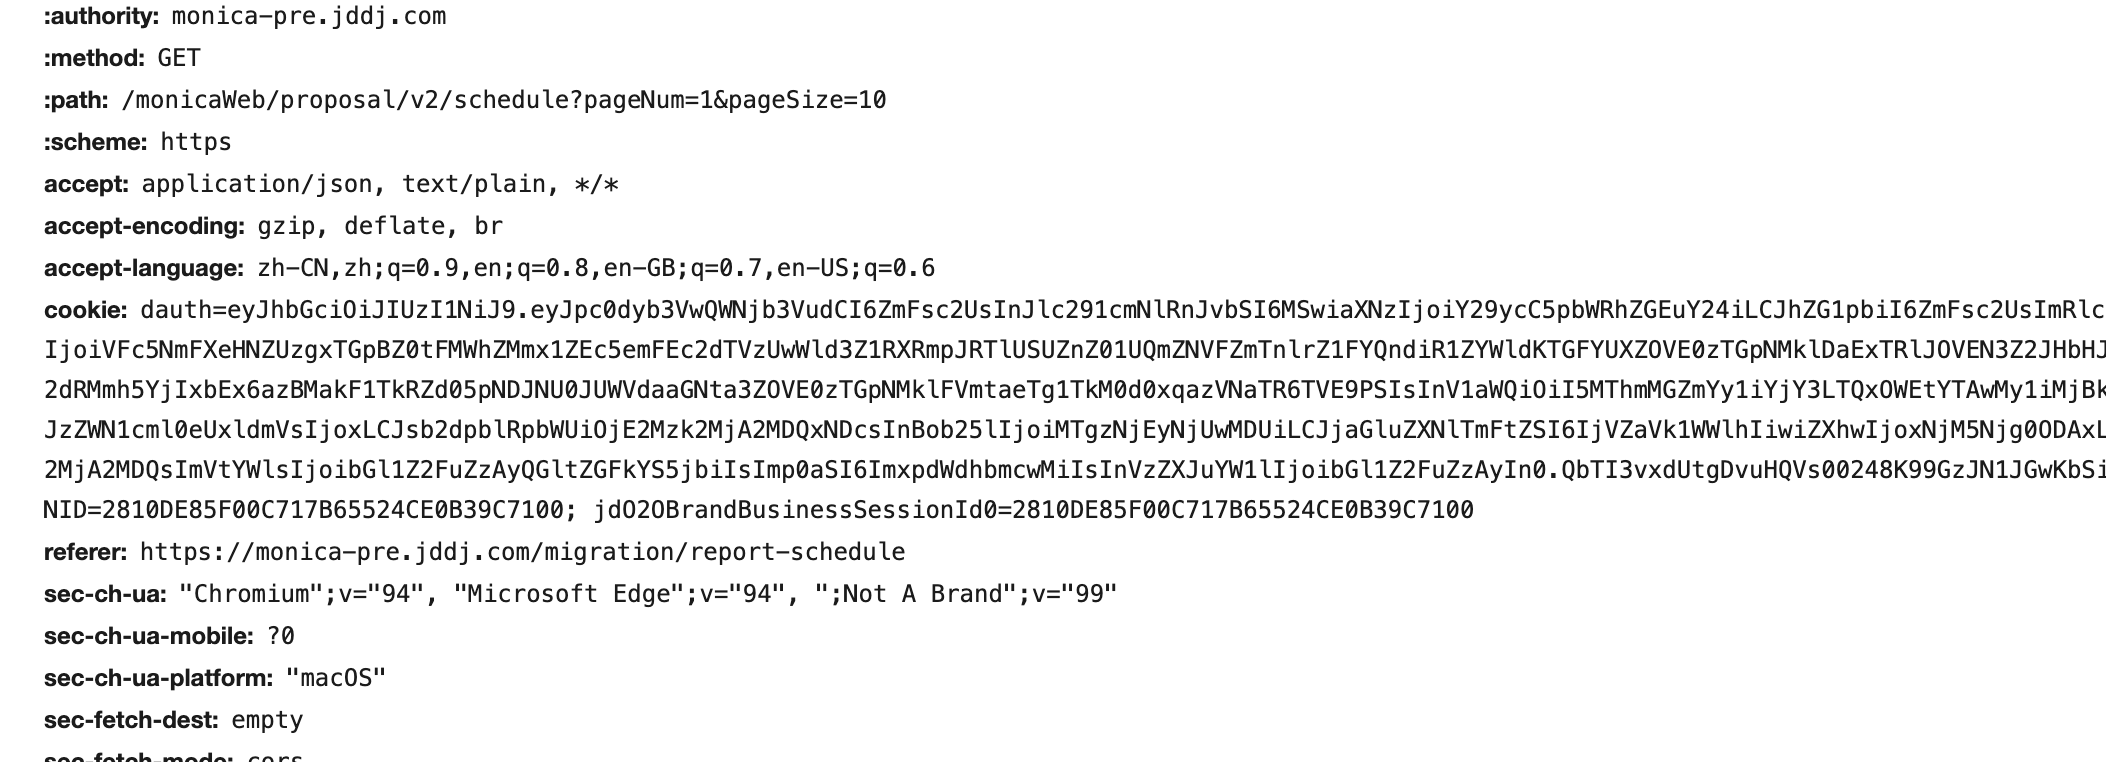 :authority: monica-pre.jddj.com
:method: GET
:path: /monicaWeb/proposal/v2/schedule?pageNum=1&pageSize=10
:scheme: https
accept: application/json, text/plain, */*
accept-encoding: gzip, deflate, br
accept-language: zh-CN,zh;q=0.9,en;q=0.8,en-GB;q=0.7,en-US;q=0.6
cookie: dauth=eyJhbGciOiJIUzI1NiJ9.eyJpc0dyb3VwQWNjb3VudCI6ZmFsc2UsInJlc291cmNlRnJvbSI6MSwiaXNzIjoiY29ycC5pbWRhZGEuY24iLCJhZG1pbiI6ZmFsc2UsImRlc
IjoiVFc5NmFXeHNZUzgxTGpBZ0tFMWhZMmx1ZEc5emFEc2dTVzUwWld3Z1RXRmpJRTlUSUZnZ01UQmZNVFZmTnlrZ1FYQndiR1ZYWldKTGFYUXZOVE0zTGpNMklDaExTRlJOVEN3Z2JHbHJ
2dRMmh5YjIxbEx6azBMakF1TkRZd05pNDJNU0JUWVdaaGNta3ZOVE0zTGpNMklFVmtaeTg1TkM0d0xqazVNaTR6TVE9PSIsInV1aWQiOiI5MThmMGZmYy1iYjY3LTQxOWEtYTAwMy1iMjBk
JzZWN1cml0eUxldmVsIjoxLCJsb2dpblRpbWUiOjE2Mzk2MjA2MDQxNDcsInBob25lIjoiMTgzNjEyNjUwMDUiLCJjaGluZXNlTmFtZSI6IjVZaVk1WWlhIiwiZXhwIjoxNjM5Njg0ODAxL
2MjA2MDQsImVtYWlsIjoibGl1Z2FuZzAyQGltZGFkYS5jbiIsImp0aSI6ImxpdWdhbmcwMiIsInVzZXJuYW1lIjoibGl1Z2FuZzAyIn0.QbTI3vxdUtgDvuHQVs00248K99GzJN1JGwKbSi
NID=2810DE85F00C717B65524CE0B39C7100; jdO2OBrandBusinessSessionId0=2810DE85F00C717B65524CE0B39C7100
referer: https://monica-pre.jddj.com/migration/report-schedule
sec-ch-ua: "Chromium";v="94", "Microsoft Edge";v="94", ";Not A Brand";v="99"
sec-ch-ua-mobile: ?0
sec-ch-ua-platform: "macOS"
sec-fetch-dest: empty
sec-fetch-mode: cors